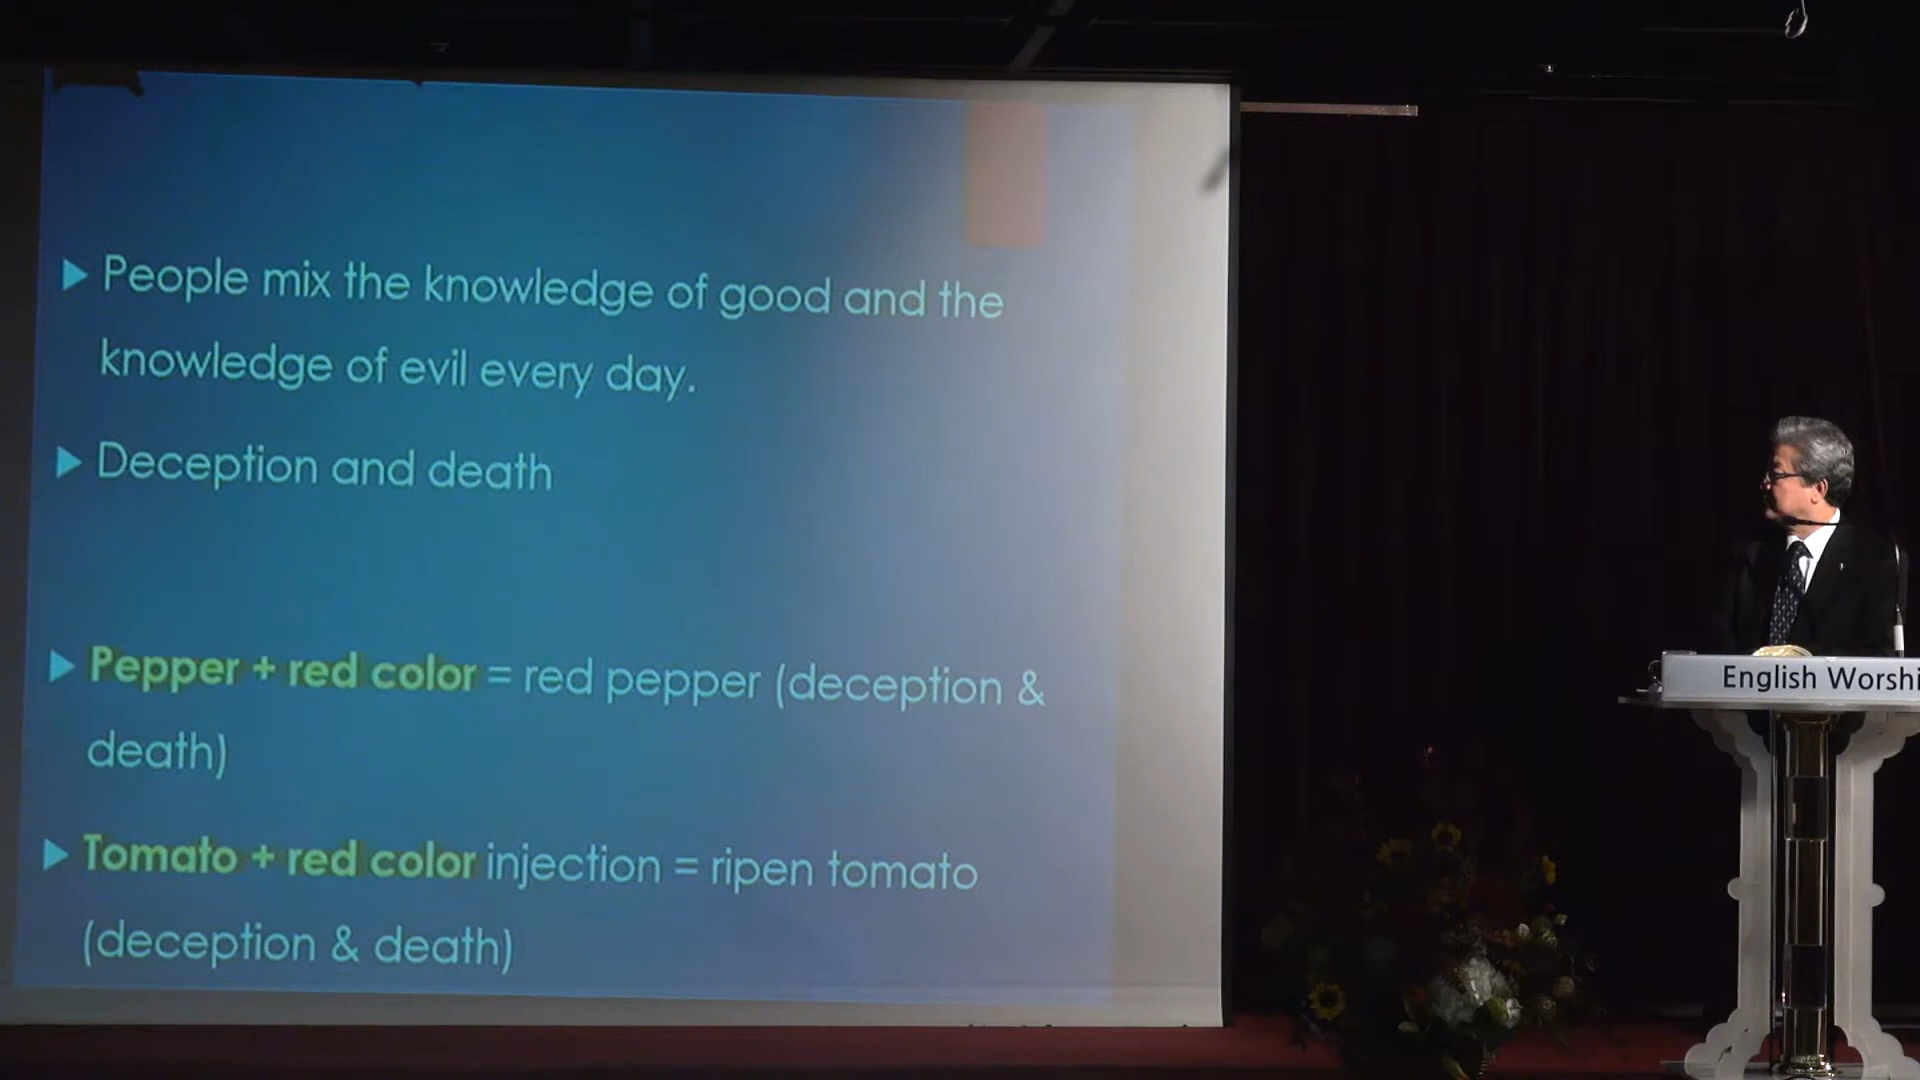 People mix the knowledge of good and the
knowledge of evil every day.
Deception and death
Pepper + red color = red pepper (deception &
death)
Tomato + red color injection = ripen tomato
(deception & death)
English Worshi